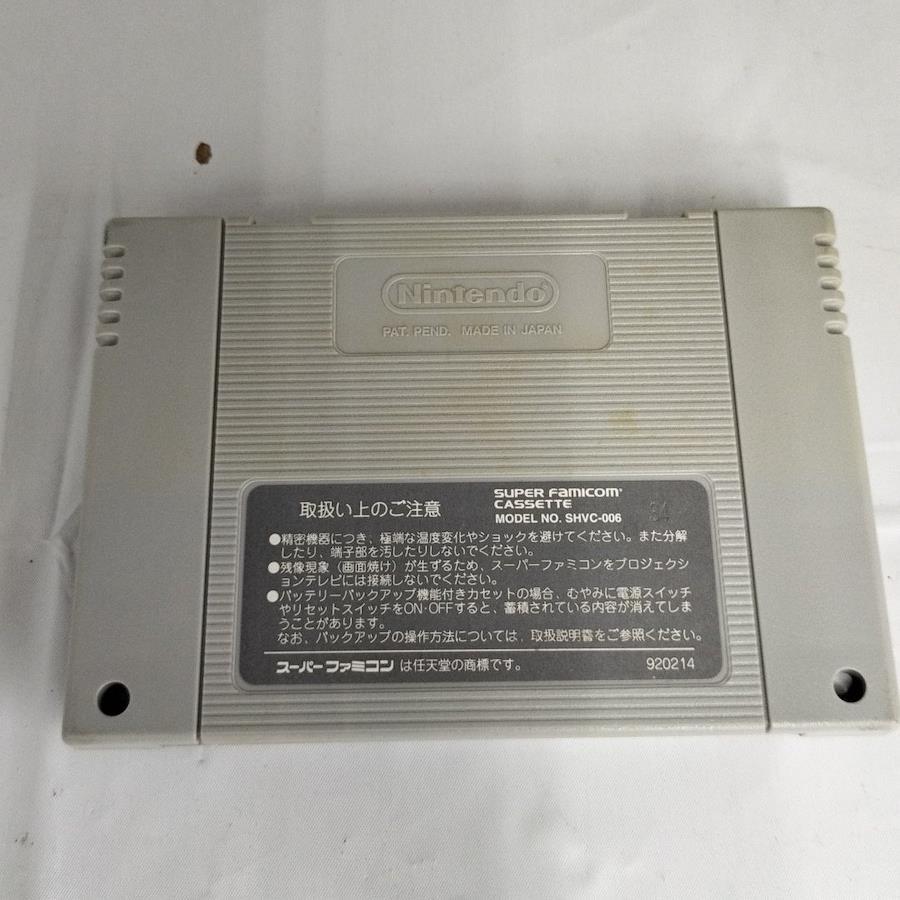 Nintendo®
PAT. PEND. MADE IN JAPAN
取扱い上のご注意
SUPER FAMICOM
CASSETTE
MODEL NO. SHVC-006
●精密機器につき、極端な温度変化やショックを避けてください。また分解
したり、端子部を汚したりしないでください。
●残像現象（画面焼け）が生ずるため、スーパーファミコンをプロジェクシ
ョンテレビには接続しないでください。
●バッテリーバックアップ機能付きカセットの場合、むやみに電源スイッチ
やリセットスイッチをON・OFFすると、蓄積されている内容が消えてしま
うことがあります。
なお、バックアップの操作方法については、取扱説明書をご参照ください。
スーパーファミコン は任天堂の商標です。
920214